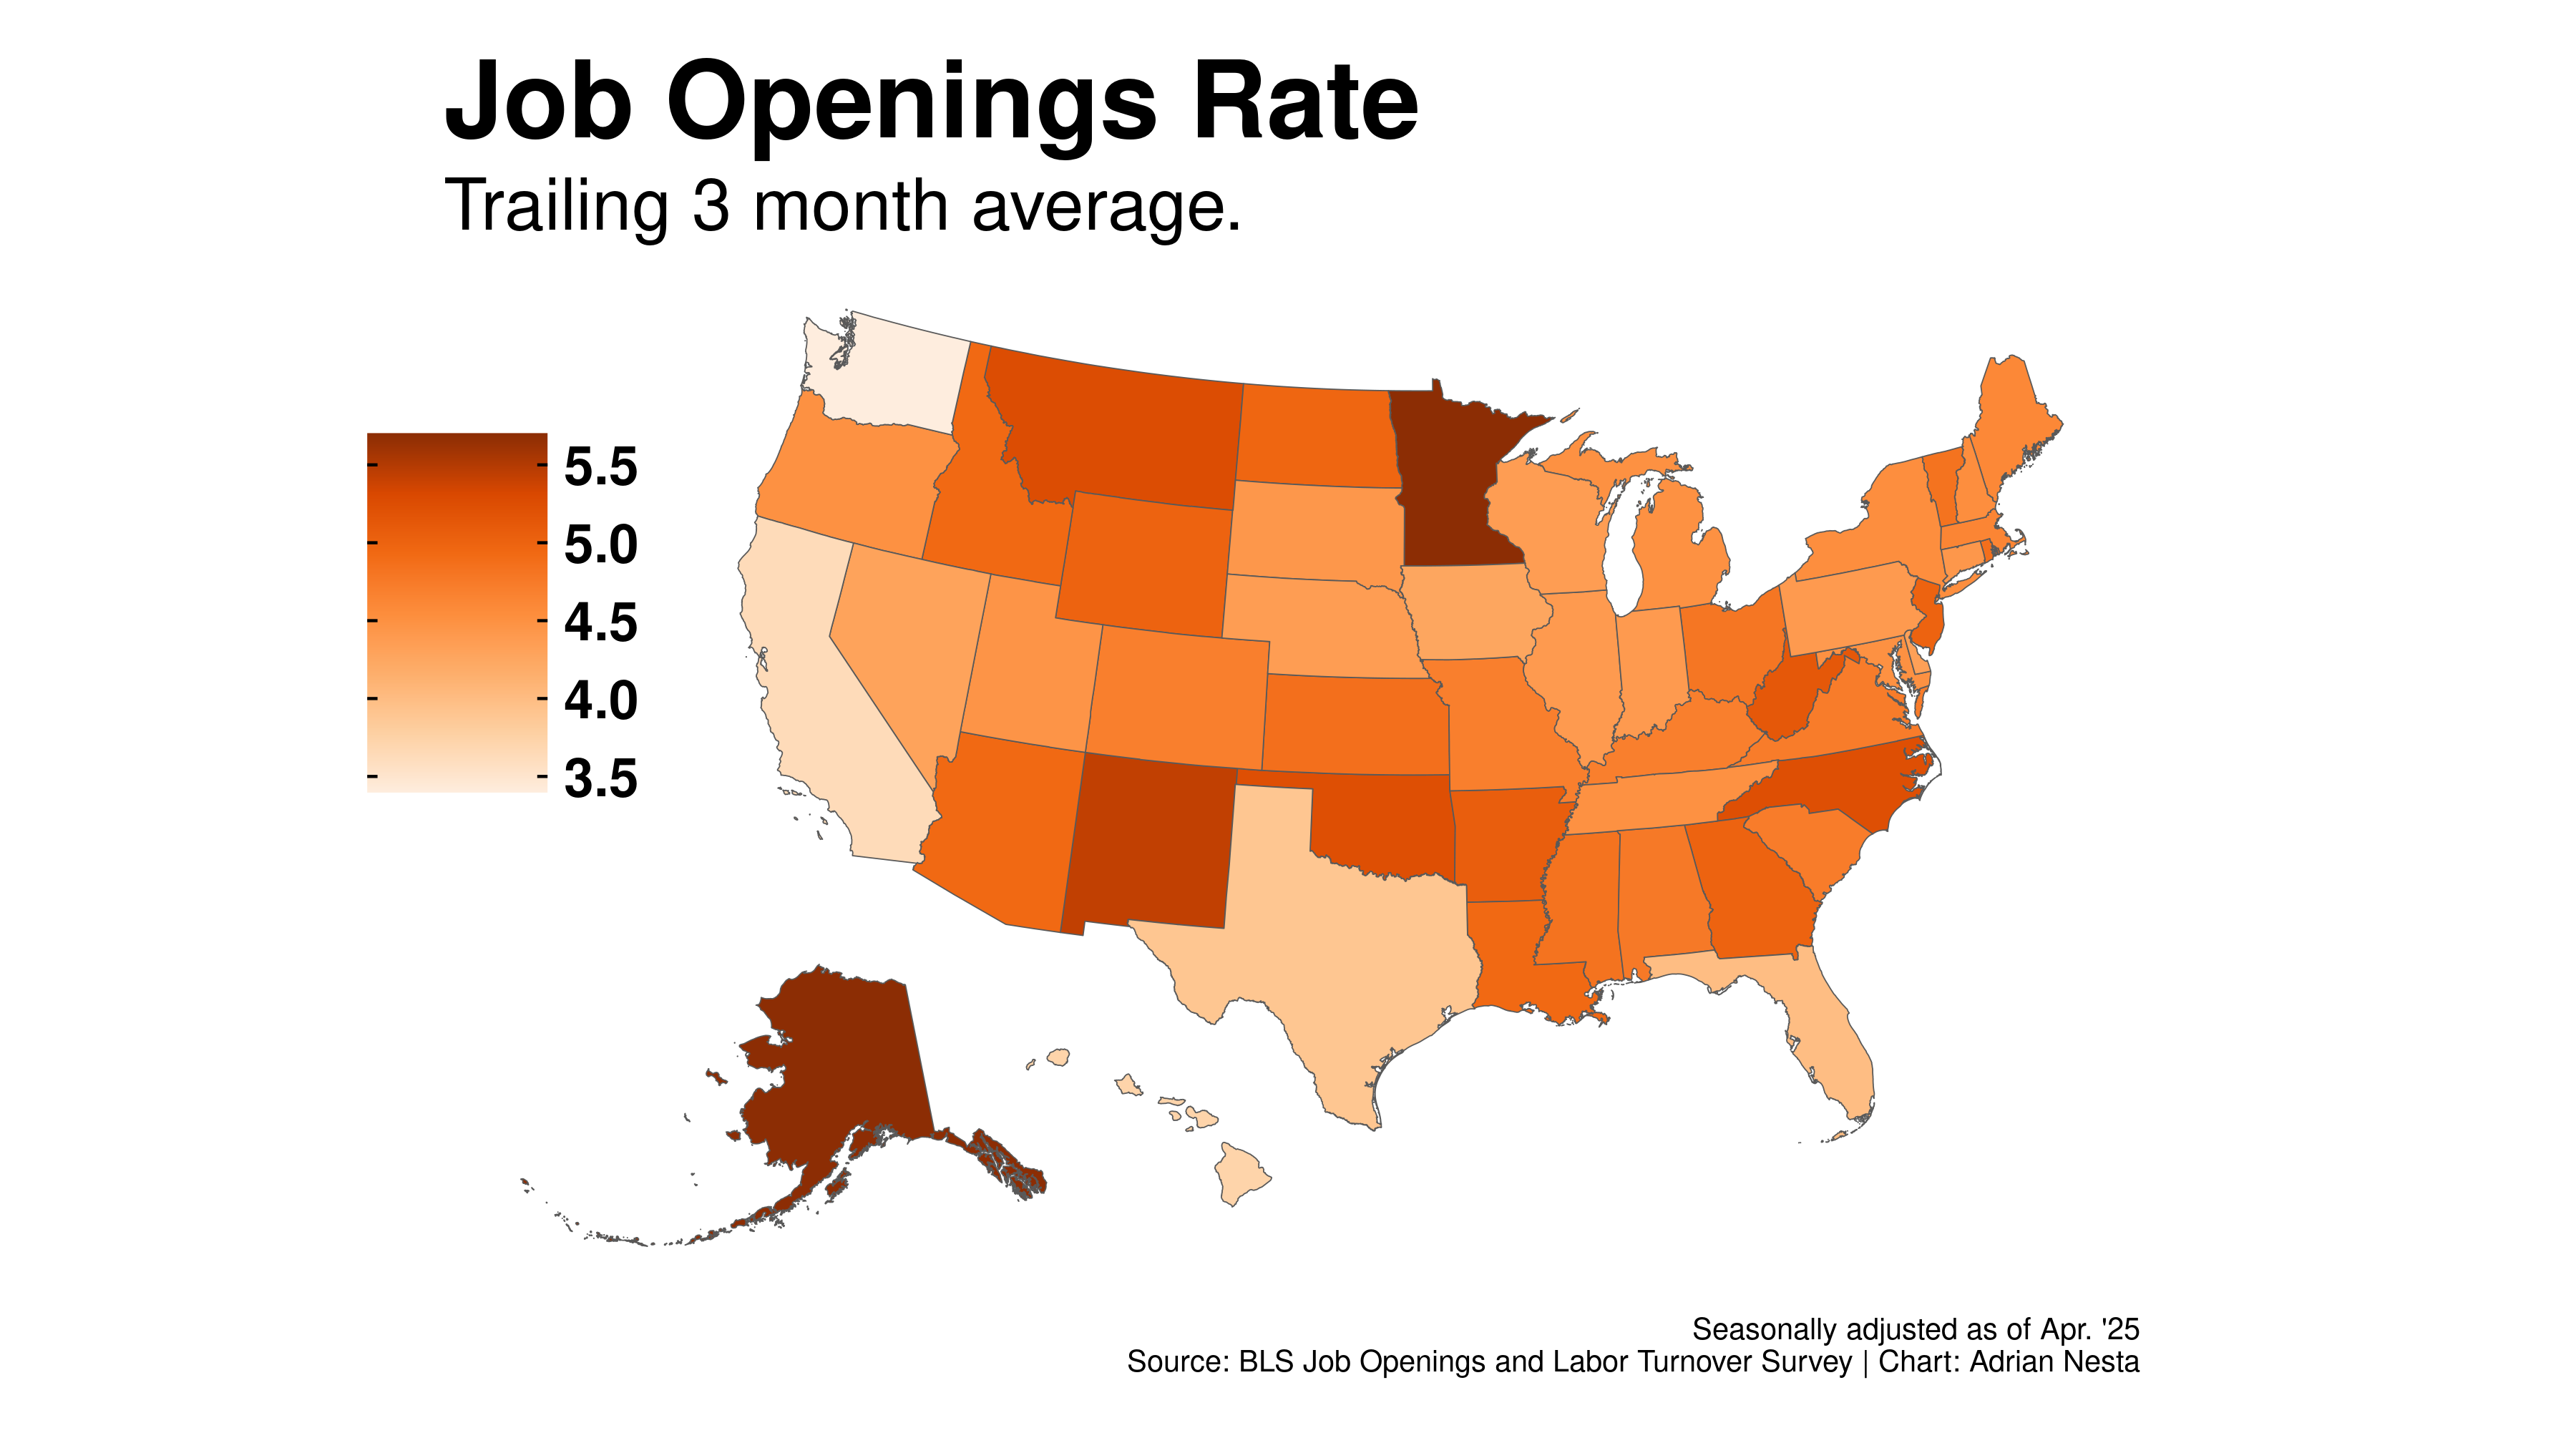 Job Openings Rate
Trailing 3 month average.
5.5
5.0
4.5
4.0
3.5
Seasonally adjusted as of Apr. '25
Source: BLS Job Openings and Labor Turnover Survey | Chart: Adrian Nesta